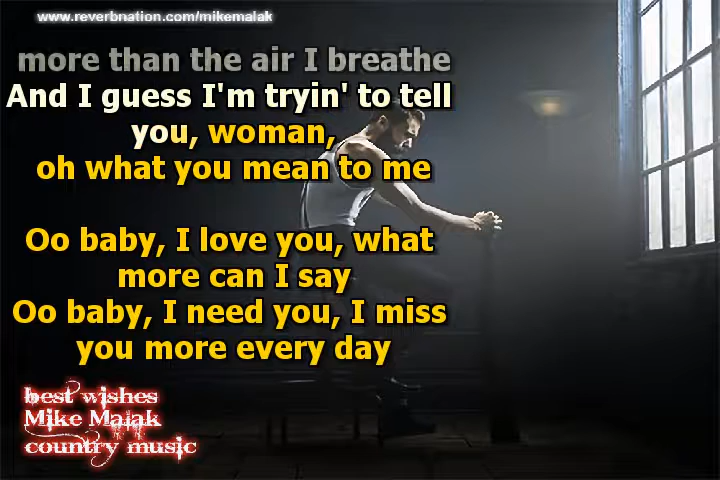 www.reverbnation.com/mikemalak
more than the air I breathe
And I guess I'm tryin' to tell
you, woman,
oh what you mean to me
Oo baby, I love you, what
more can I say
Oo baby, I need you, I miss
you more every day
best wishes
Mike Malak
country music